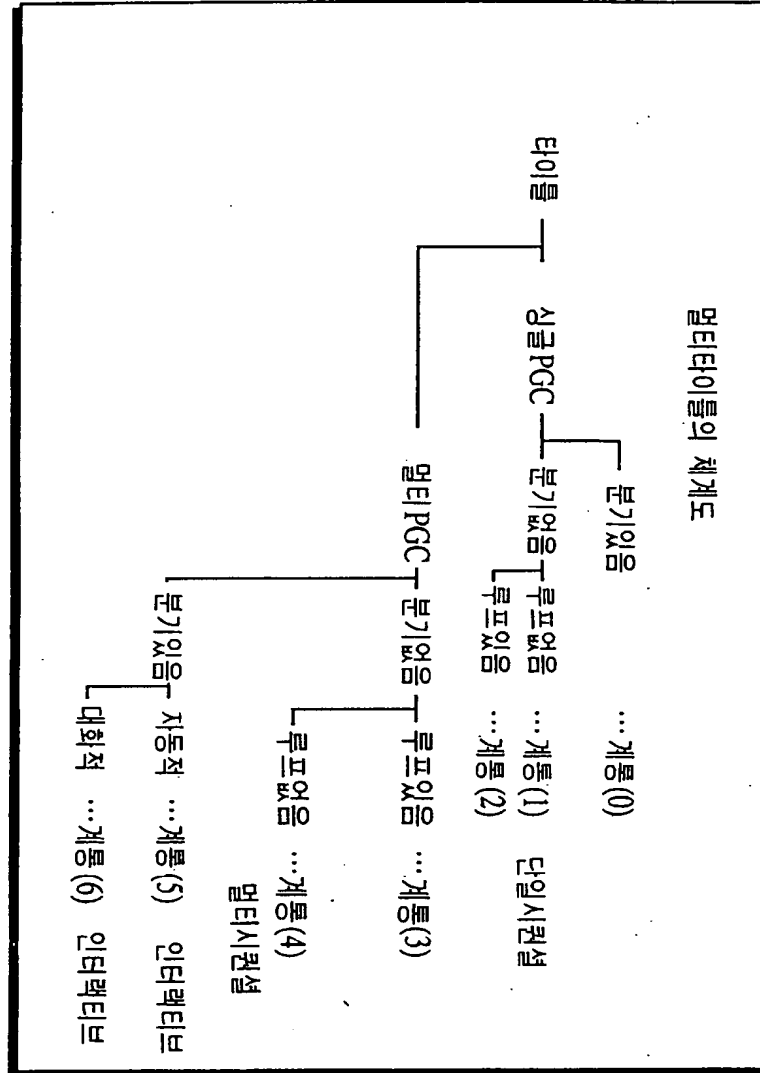 멀티타이틀의 체계도
분기있음 …계통(0)
타이틀 싱글PGC 분기없음 루프없음 …계통(1) 단일시퀀셜
루프있음 …계통(2)
멀티PGC 분기없음 루프있음 …계통(3)
루프없음 …계통(4)
멀티시퀀셜
분기있음 자동적 …계통(5) 인터랙티브
대화적 …계통(6) 인터랙티브